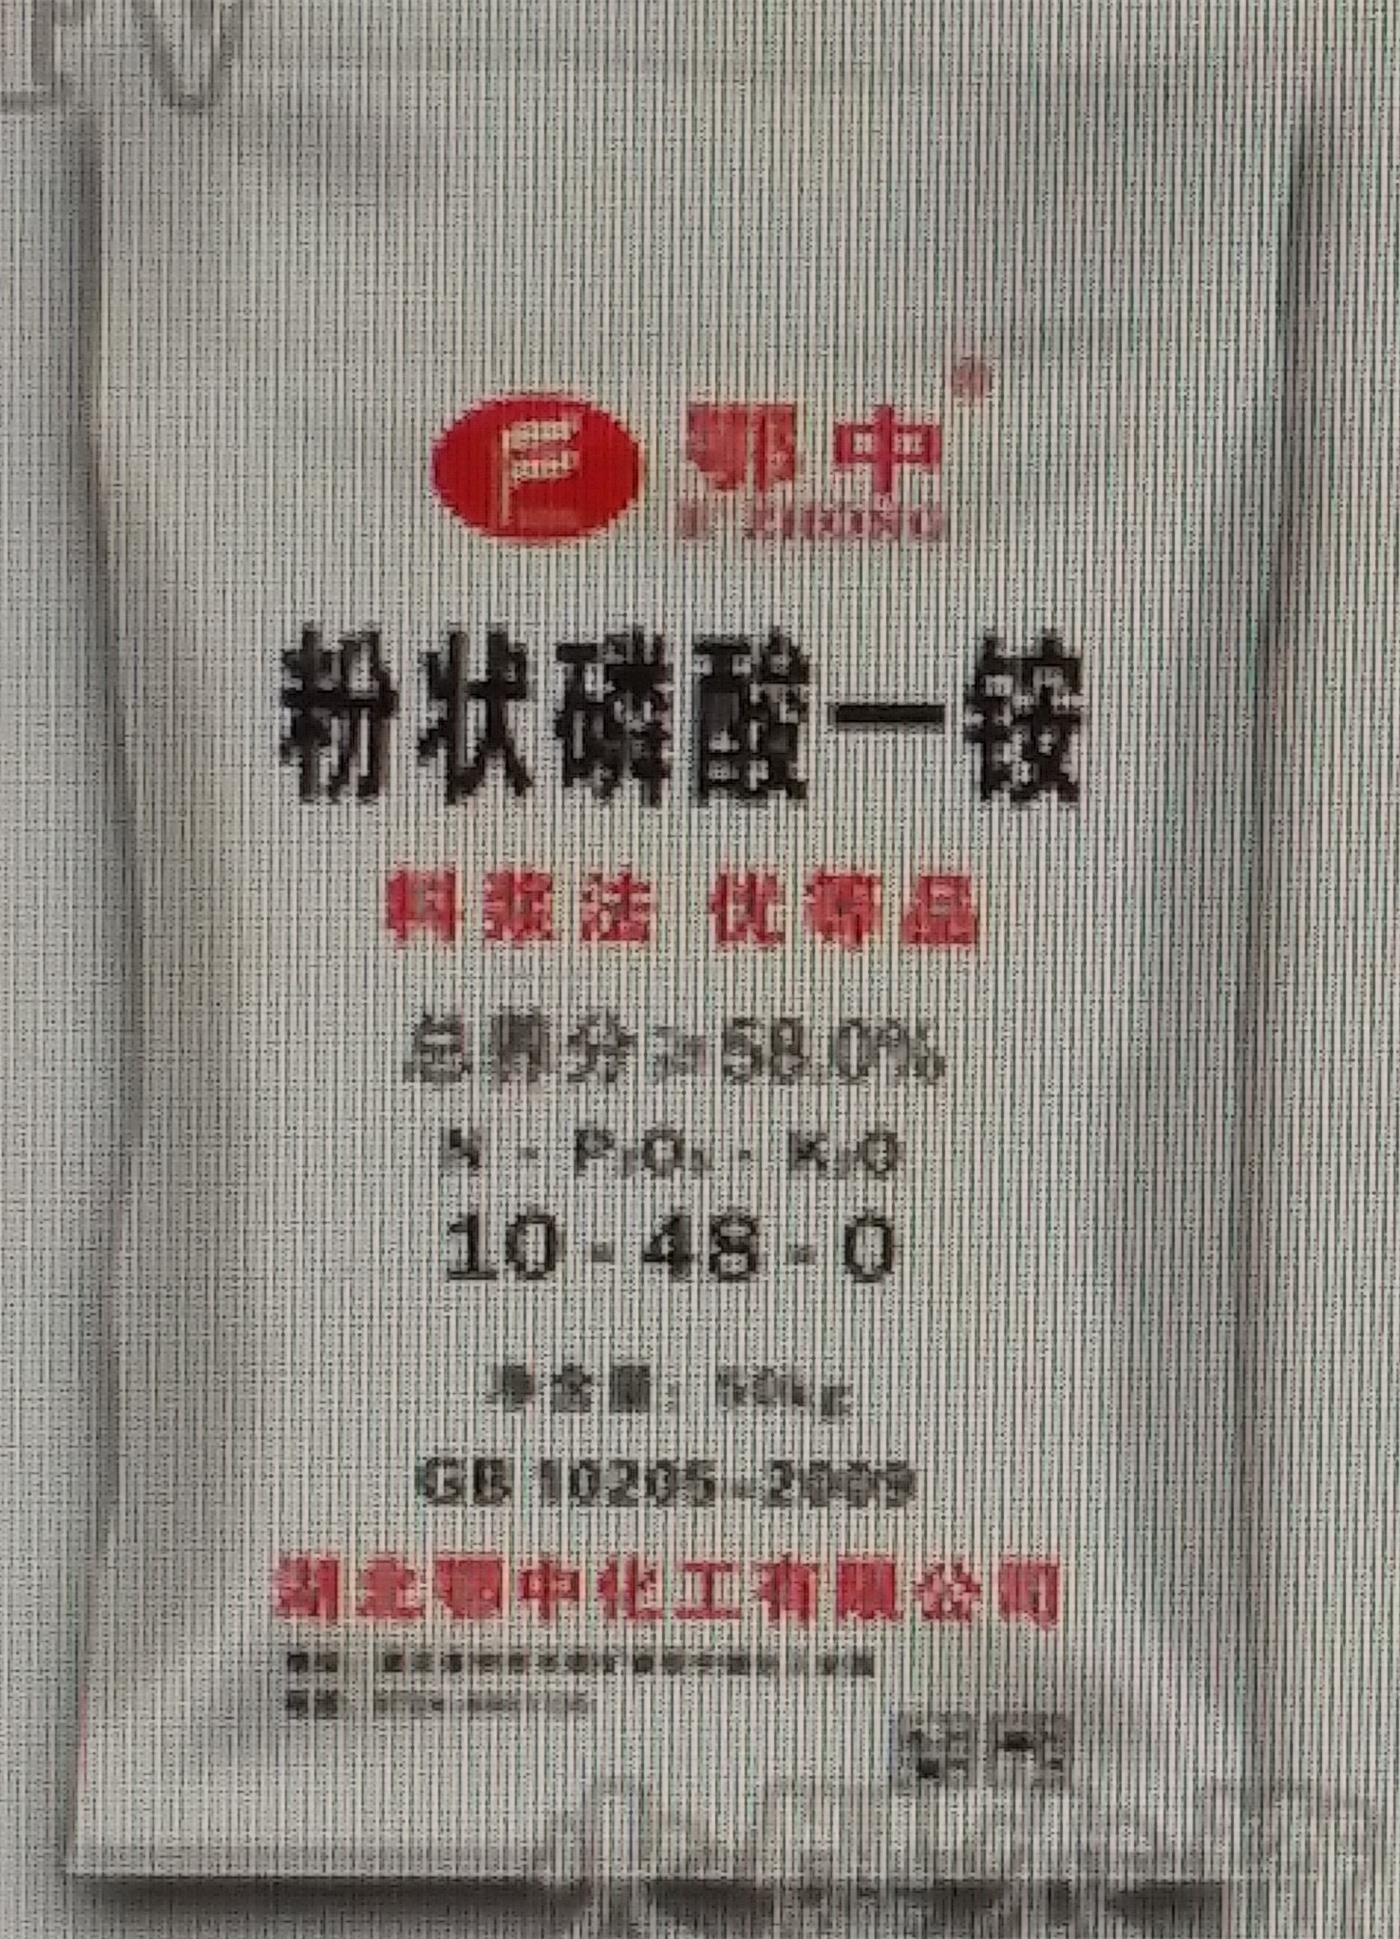 鄂中
E ZHONG
粉状磷酸一铵
料浆法 优等品
总养分≥58.0%
N - P₂O₅ - K₂O
10-48-0
净含量：50kg
GB 10205-2009
湖北鄂中化工有限公司